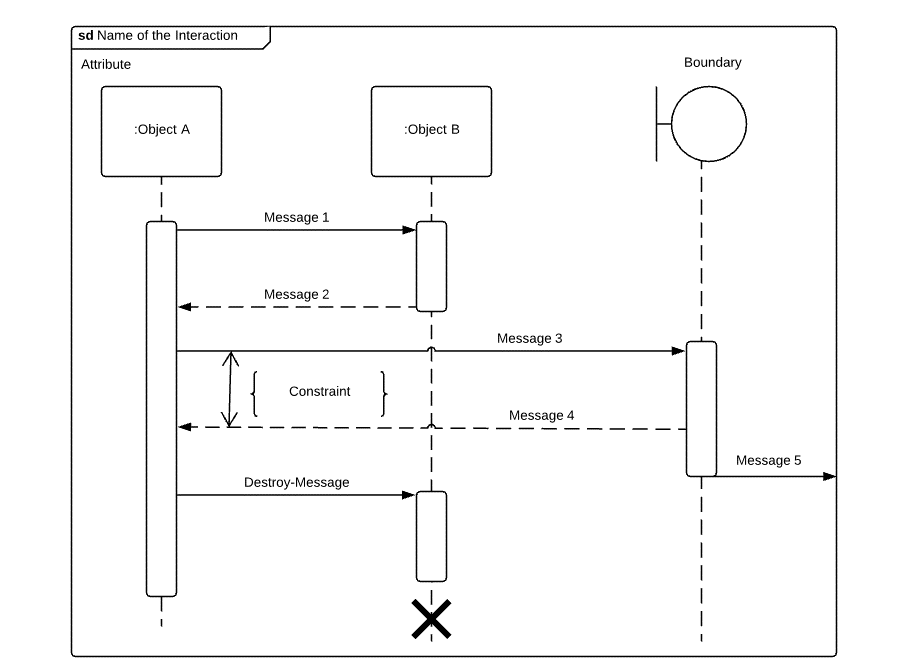 sd Name of the Interaction
Attribute
Boundary
:Object A
:Object B
Message 1
Message 2
Message 3
{ Constraint }
Message 4
Message 5
Destroy-Message